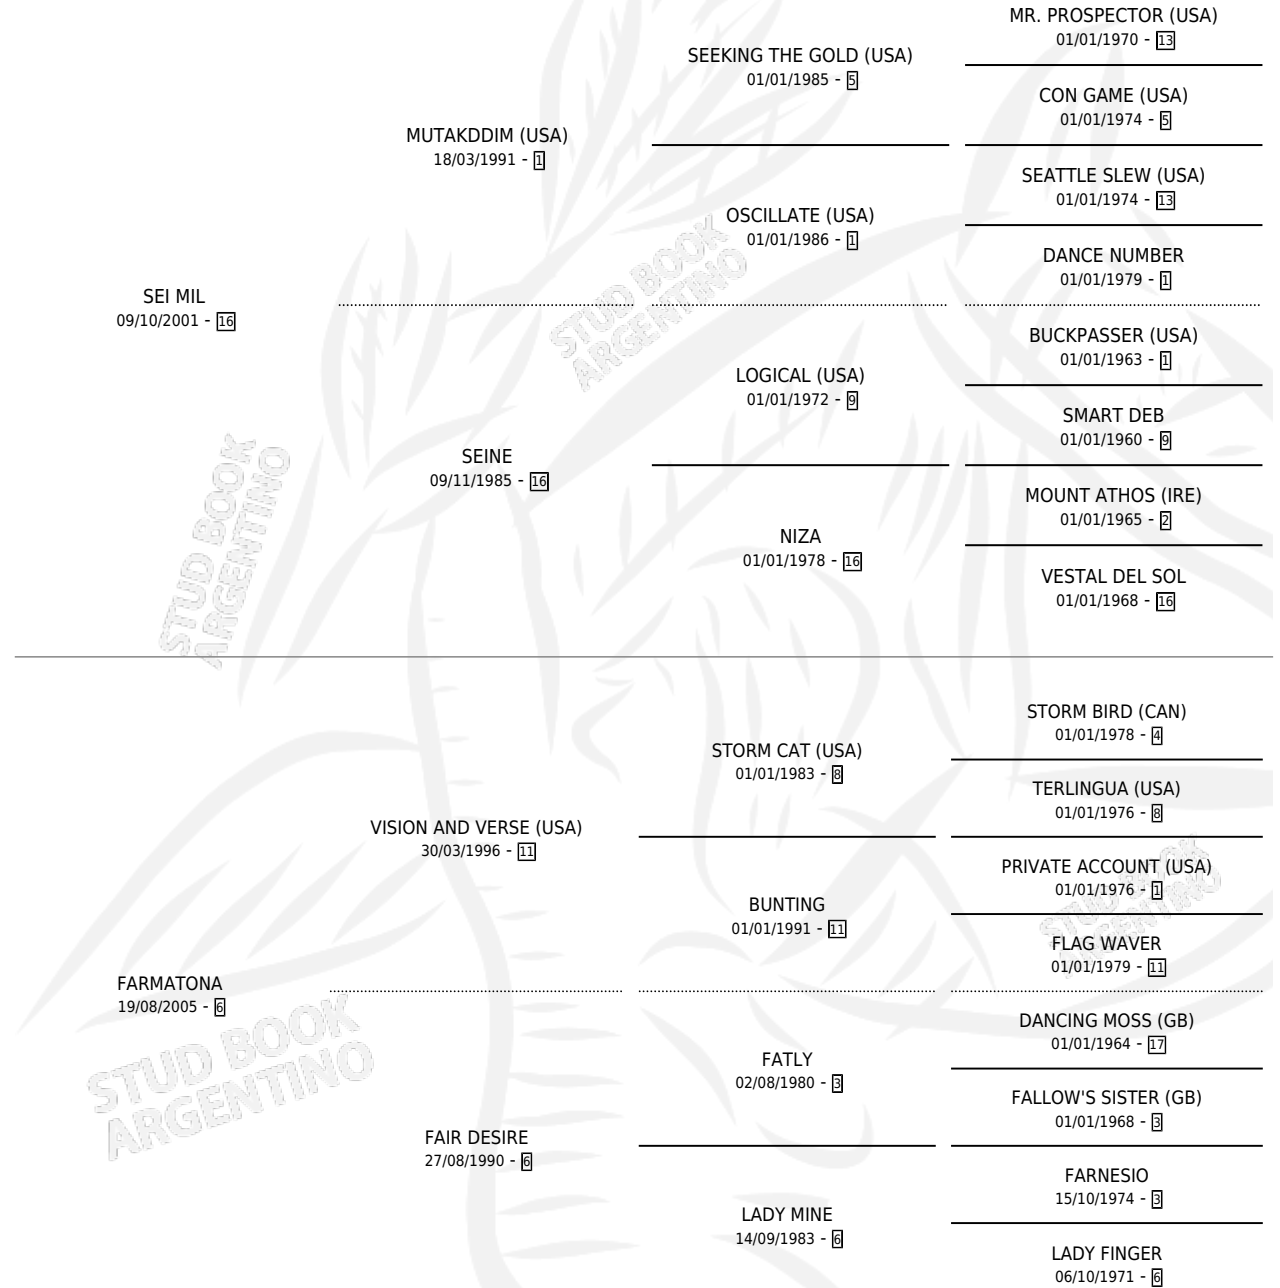 MR. PROSPECTOR (USA)
01/01/1970 - 13
SEEKING THE GOLD (USA)
01/01/1985 - 5
CON GAME (USA)
01/01/1974 - 5
MUTAKDDIM (USA)
18/03/1991 - 1
SEATTLE SLEW (USA)
01/01/1974 - 13
OSCILLATE (USA)
01/01/1986 - 1
DANCE NUMBER
01/01/1979 - 1
SEI MIL
09/10/2001 - 16
STUD BOOK
ARGENTINO
BUCKPASSER (USA)
01/01/1963 - 1
LOGICAL (USA)
01/01/1972 - 9
SMART DEB
01/01/1960 - 9
SEINE
09/11/1985 - 16
MOUNT ATHOS (IRE)
01/01/1965 - 2
NIZA
01/01/1978 - 16
VESTAL DEL SOL
01/01/1968 - 16
STUD BOOK
ARGENTINO
STORM BIRD (CAN)
01/01/1978 - 4
STORM CAT (USA)
01/01/1983 - 8
TERLINGUA (USA)
01/01/1976 - 8
VISION AND VERSE (USA)
30/03/1996 - 11
PRIVATE ACCOUNT (USA)
01/01/1976 - 1
BUNTING
01/01/1991 - 11
STUD BOOK
ARGENTINO
FLAG WAVER
01/01/1979 - 11
FARMATONA
19/08/2005 - 6
STUD BOOK
ARGENTINO
DANCING MOSS (GB)
01/01/1964 - 17
FATLY
02/08/1980 - 3
FALLOW'S SISTER (GB)
01/01/1968 - 3
FAIR DESIRE
27/08/1990 - 6
FARNESIO
15/10/1974 - 3
LADY MINE
14/09/1983 - 6
LADY FINGER
06/10/1971 - 6